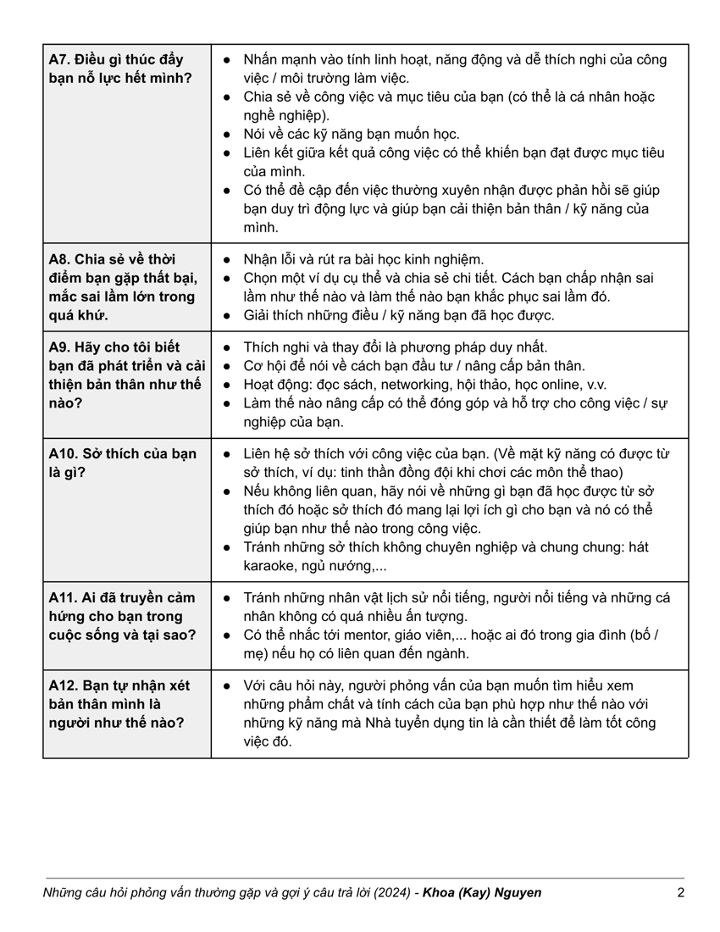 A7. Điều gì thúc đẩy
bạn nỗ lực hết mình?
● Nhấn mạnh vào tính linh hoạt, năng động và dễ thích nghi của công
việc / môi trường làm việc.
● Chia sẻ về công việc và mục tiêu của bạn (có thể là cá nhân hoặc
nghề nghiệp).
● Nói về các kỹ năng bạn muốn học.
● Liên kết giữa kết quả công việc có thể khiến bạn đạt được mục tiêu
của mình.
● Có thể đề cập đến việc thường xuyên nhận được phản hồi sẽ giúp
bạn duy trì động lực và giúp bạn cải thiện bản thân / kỹ năng của
mình.
A8. Chia sẻ về thời
điểm bạn gặp thất bại,
mắc sai lầm lớn trong
quá khứ.
● Nhận lỗi và rút ra bài học kinh nghiệm.
● Chọn một ví dụ cụ thể và chia sẻ chi tiết. Cách bạn chấp nhận sai
lầm như thế nào và làm thế nào bạn khắc phục sai lầm đó.
● Giải thích những điều / kỹ năng bạn đã học được.
A9. Hãy cho tôi biết
bạn đã phát triển và cải
thiện bản thân như thế
nào?
● Thích nghi và thay đổi là phương pháp duy nhất.
● Cơ hội để nói về cách bạn đầu tư / nâng cấp bản thân.
● Hoạt động: đọc sách, networking, hội thảo, học online, v.v.
● Làm thế nào nâng cấp có thể đóng góp và hỗ trợ cho công việc / sự
nghiệp của bạn.
A10. Sở thích của bạn
là gì?
● Liên hệ sở thích với công việc của bạn. (Về mặt kỹ năng có được từ
sở thích, ví dụ: tinh thần đồng đội khi chơi các môn thể thao)
● Nếu không liên quan, hãy nói về những gì bạn đã học được từ sở
thích đó hoặc sở thích đó mang lại lợi ích gì cho bạn và nó có thể
giúp bạn như thế nào trong công việc.
● Tránh những sở thích không chuyên nghiệp và chung chung: hát
karaoke, ngủ nướng,...
A11. Ai đã truyền cảm
hứng cho bạn trong
cuộc sống và tại sao?
● Tránh những nhân vật lịch sử nổi tiếng, người nổi tiếng và những cá
nhân không có quá nhiều ấn tượng.
● Có thể nhắc tới mentor, giáo viên,... hoặc ai đó trong gia đình (bố /
mẹ) nếu họ có liên quan đến ngành.
A12. Bạn tự nhận xét
bản thân mình là
người như thế nào?
● Với câu hỏi này, người phỏng vấn của bạn muốn tìm hiểu xem
những phẩm chất và tính cách của bạn phù hợp như thế nào với
những kỹ năng mà Nhà tuyển dụng tin là cần thiết để làm tốt công
việc đó.
Những câu hỏi phỏng vấn thường gặp và gợi ý câu trả lời (2024) - Khoa (Kay) Nguyen 2